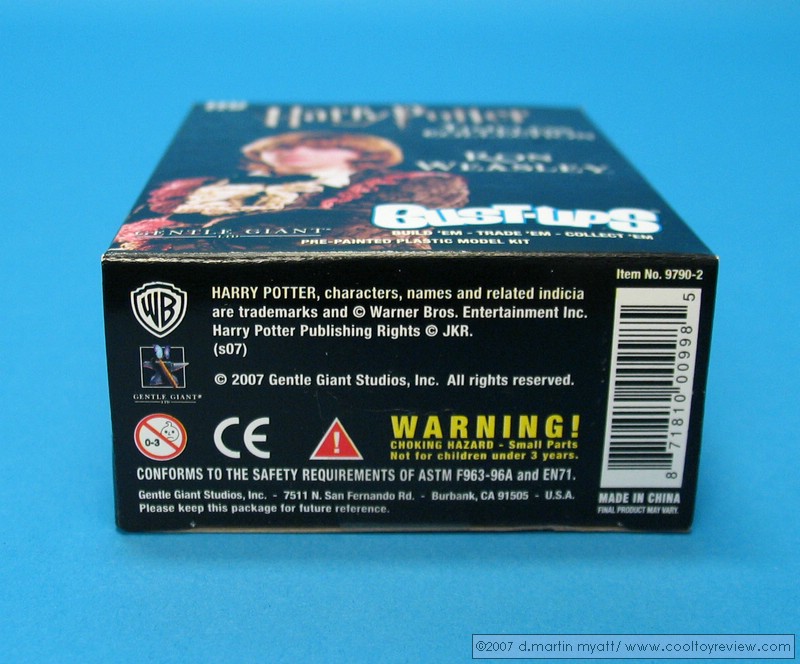 Harry Potter
RON
WEASLEY
BUST-UPS
BUILD 'EM - TRADE 'EM - COLLECT 'EM
GENTLE GIANT
LTD
PRE-PAINTED PLASTIC MODEL KIT
Item No. 9790-2
WB
HARRY POTTER, characters, names and related indicia
are trademarks and © Warner Bros. Entertainment Inc.
Harry Potter Publishing Rights © JKR.
(s07)
GENTLE GIANT®
LTD
© 2007 Gentle Giant Studios, Inc. All rights reserved.
0-3
CE
!
WARNING!
CHOKING HAZARD - Small Parts
Not for children under 3 years.
CONFORMS TO THE SAFETY REQUIREMENTS OF ASTM F963-96A and EN71.
Gentle Giant Studios, Inc. - 7511 N. San Fernando Rd. - Burbank, CA 91505 - U.S.A.
Please keep this package for future reference.
8 71810 00998 5
MADE IN CHINA
FINAL PRODUCT MAY VARY.
©2007 d.martin myatt/ www.cooltoyreview.com